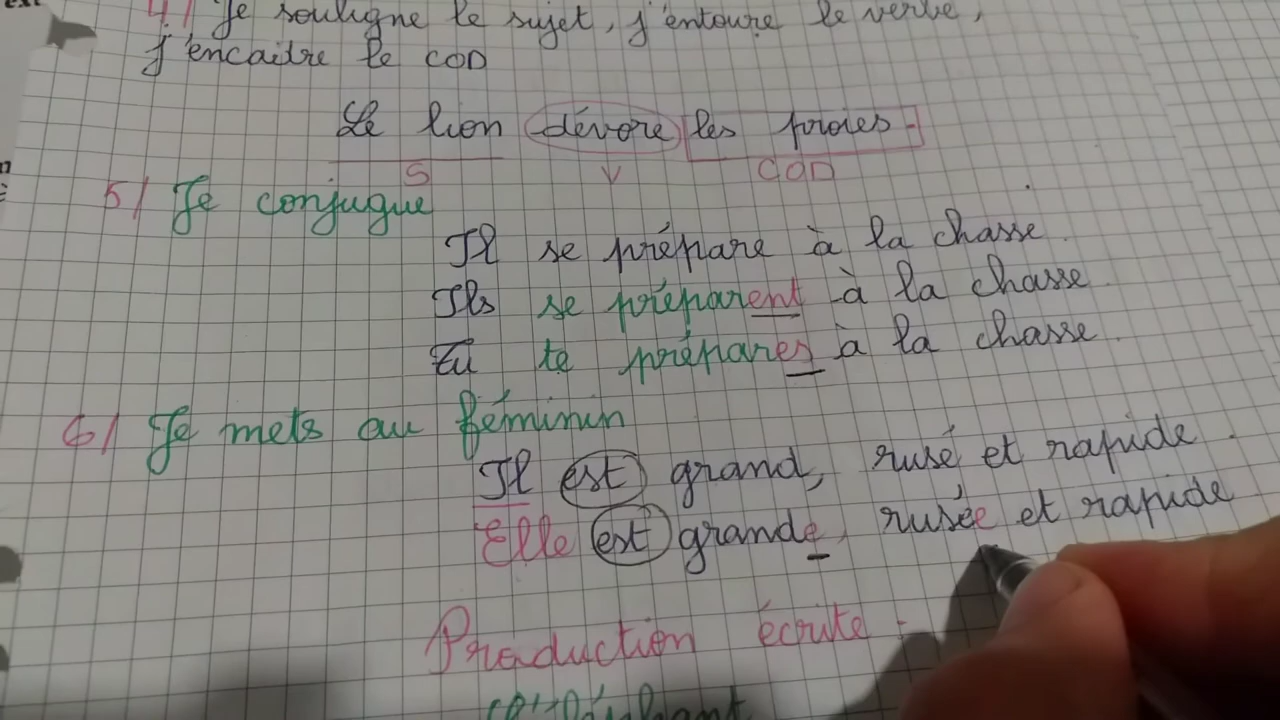 4/ Je souligne le sujet, j'entoure le verbe,
j'encadre le COD
Le lion dévore les proies.
S V COD
5/ Je conjugue
Il se prépare à la chasse.
Ils se préparent à la chasse.
Tu te prépares à la chasse.
6/ Je mets au féminin
Il est grand, rusé et rapide.
Elle est grande, rusée et rapide
Production écrite.